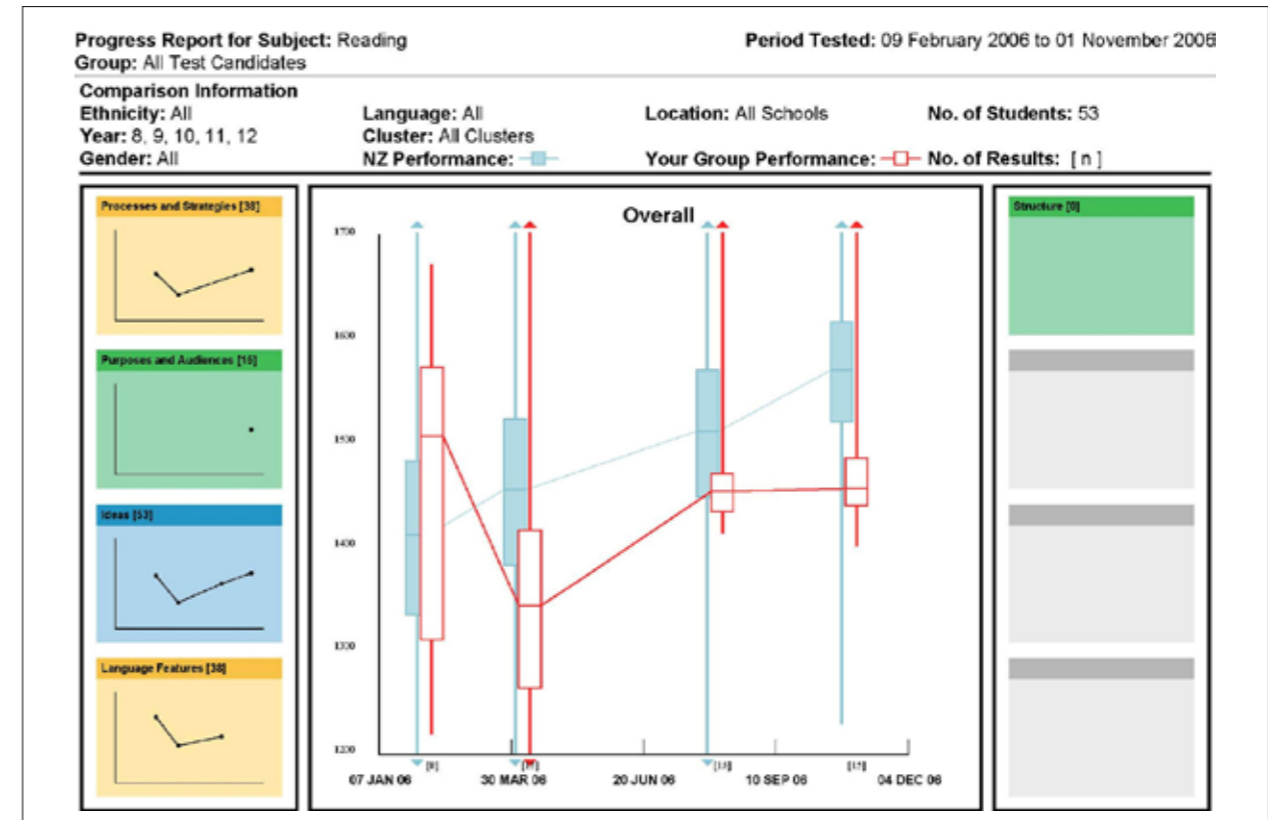 Progress Report for Subject: Reading
Period Tested: 09 February 2006 to 01 November 2006
Group: All Test Candidates
Comparison Information
Ethnicity: All
Language: All
Location: All Schools
No. of Students: 53
Year: 8, 9, 10, 11, 12
Cluster: All Clusters
Gender: All
NZ Performance:
Your Group Performance:
No. of Results: [ n ]
Processes and Strategies [38]
Purposes and Audiences [15]
Ideas [53]
Language Features [38]
Overall
1700
1600
1500
1400
1300
1200
[13]
[15]
07 JAN 06
30 MAR 06
20 JUN 06
10 SEP 06
04 DEC 06
Structure [0]